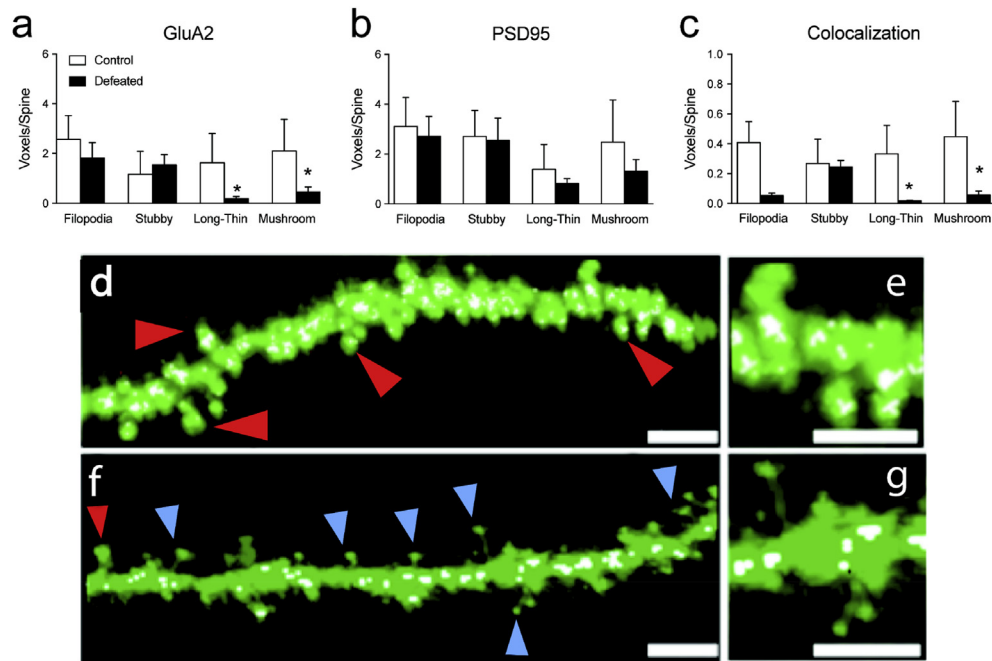 a
GluA2
Voxels/Spine
6
4
2
0
Control
Defeated
*
*
Filopodia
Stubby
Long-Thin
Mushroom
b
PSD95
Voxels/Spine
6
4
2
0
Filopodia
Stubby
Long-Thin
Mushroom
c
Colocalization
Voxels/Spine
1.0
0.8
0.6
0.4
0.2
0.0
*
*
Filopodia
Stubby
Long-Thin
Mushroom
d
e
f
g